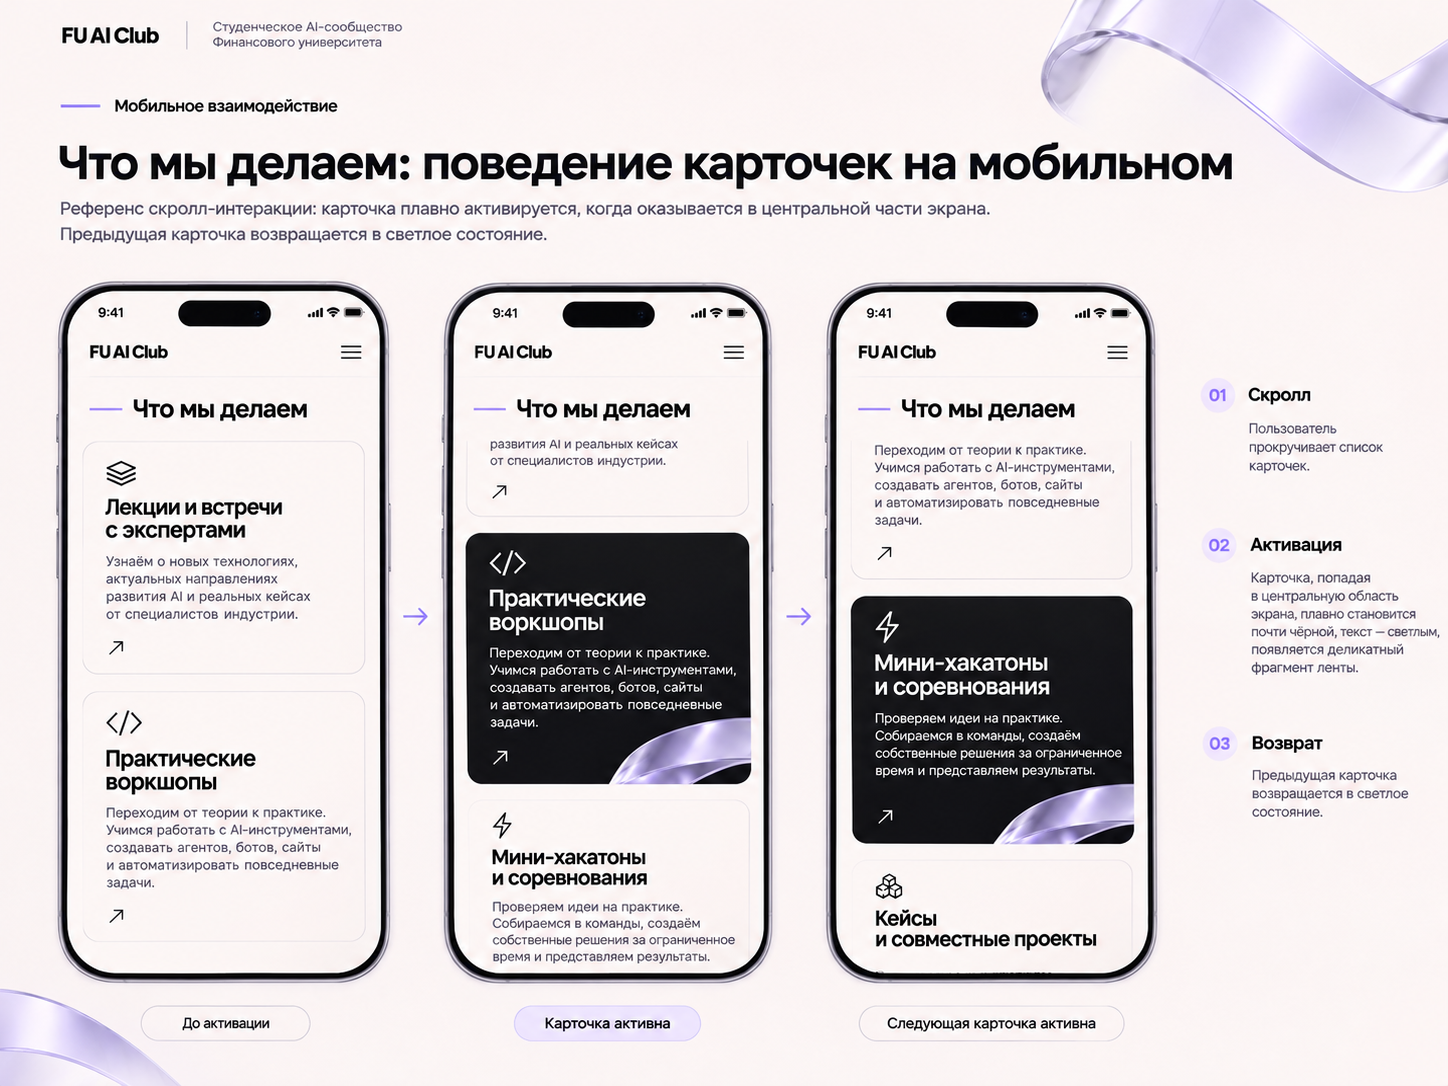 FU AI Club
Студенческое AI-сообщество
Финансового университета
Мобильное взаимодействие
Что мы делаем: поведение карточек на мобильном
Референс скролл-интеракции: карточка плавно активируется, когда оказывается в центральной части экрана.
Предыдущая карточка возвращается в светлое состояние.
9:41
FU AI Club
Что мы делаем
Лекции и встречи
с экспертами
Узнаём о новых технологиях,
актуальных направлениях
развития AI и реальных кейсах
от специалистов индустрии.
Практические
воркшопы
Переходим от теории к практике.
Учимся работать с AI-инструментами,
создавать агентов, ботов, сайты
и автоматизировать повседневные
задачи.
До активации
9:41
FU AI Club
Что мы делаем
развития AI и реальных кейсах
от специалистов индустрии.
Практические
воркшопы
Переходим от теории к практике.
Учимся работать с AI-инструментами,
создавать агентов, ботов, сайты
и автоматизировать повседневные
задачи.
Мини-хакатоны
и соревнования
Проверяем идеи на практике.
Собираемся в команды, создаём
собственные решения за ограниченное
время и представляем результаты.
Карточка активна
9:41
FU AI Club
Что мы делаем
Переходим от теории к практике.
Учимся работать с AI-инструментами,
создавать агентов, ботов, сайты
и автоматизировать повседневные
задачи.
Мини-хакатоны
и соревнования
Проверяем идеи на практике.
Собираемся в команды, создаём
собственные решения за ограниченное
время и представляем результаты.
Кейсы
и совместные проекты
Следующая карточка активна
01 Скролл
Пользователь
прокручивает список
карточек.
02 Активация
Карточка, попадая
в центральную область
экрана, плавно становится
почти чёрной, текст — светлым,
появляется деликатный
фрагмент ленты.
03 Возврат
Предыдущая карточка
возвращается в светлое
состояние.